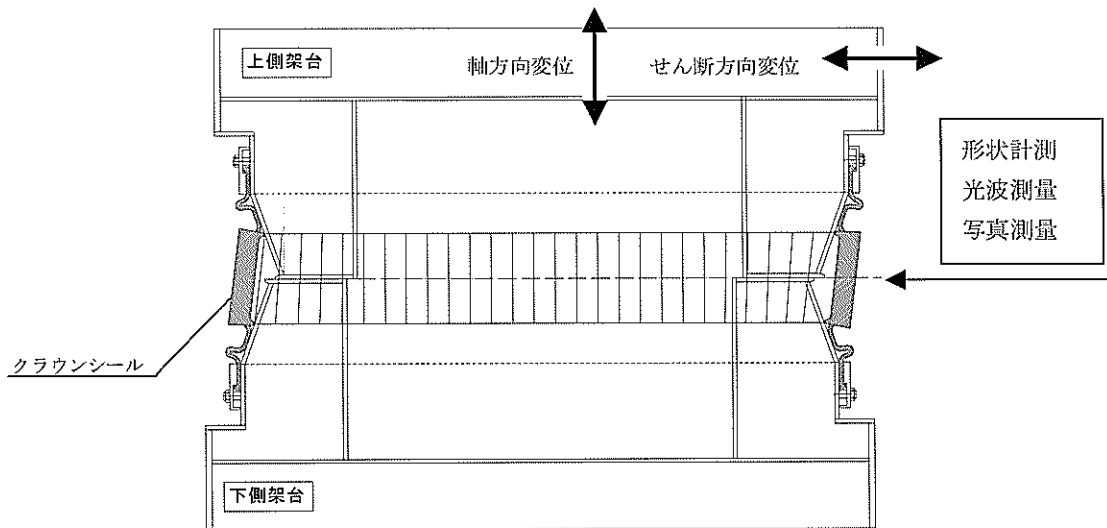 上側架台
軸方向変位
せん断方向変位
形状計測
光波測量
写真測量
クラウンシール
下側架台